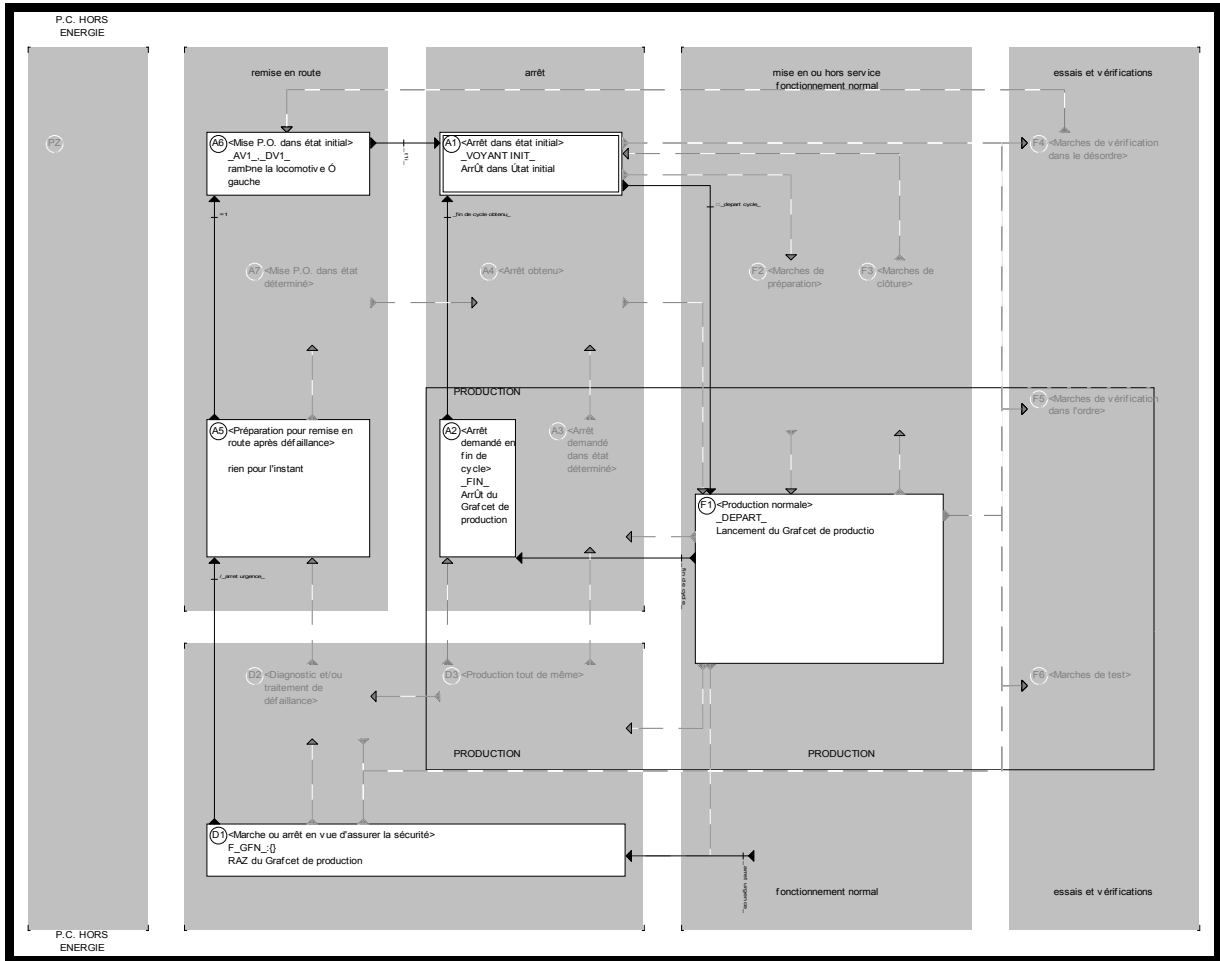 P.C. HORS
ENERGIE
remise en route
arrêt
mise en ou hors service
fonctionnement normal
essais et vérifications
PZ
A6 <Mise P.O. dans état initial>
_AV1_,_DV1_
ramÞne la locomotive Ó
gauche
A1 <Arrêt dans état initial>
_VOYANT INIT_
ArrÛt dans Útat initial
F4 <Marches de vérification
dans le désordre>
=1
_fin de cycle obtenu_
_depart cycle_
A7 <Mise P.O. dans état
déterminé>
A4 <Arrêt obtenu>
F2 <Marches de
préparation>
F3 <Marches de
clôture>
PRODUCTION
F5 <Marches de vérification
dans l'ordre>
A5 <Préparation pour remise en
route après défaillance>
rien pour l'instant
A2 <Arrêt
demandé en
fin de
cycle>
_FIN_
ArrÛt du
Grafcet de
production
A3 <Arrêt
demandé
dans état
déterminé>
F1 <Production normale>
_DEPART_
Lancement du Grafcet de productio
_fin de cycle_
/_arret urgence_
D2 <Diagnostic et/ou
traitement de
défaillance>
D3 <Production tout de même>
F6 <Marches de test>
PRODUCTION
PRODUCTION
D1 <Marche ou arrêt en vue d'assurer la sécurité>
F_GFN_:{}
RAZ du Grafcet de production
_arret urgence_
fonctionnement normal
essais et vérifications
P.C. HORS
ENERGIE